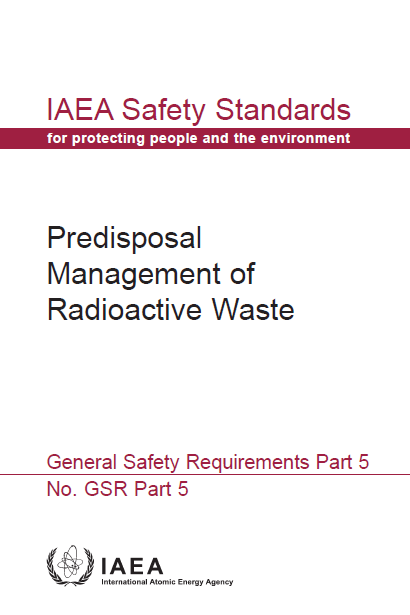 IAEA Safety Standards
for protecting people and the environment
Predisposal
Management of
Radioactive Waste
General Safety Requirements Part 5
No. GSR Part 5
IAEA
International Atomic Energy Agency